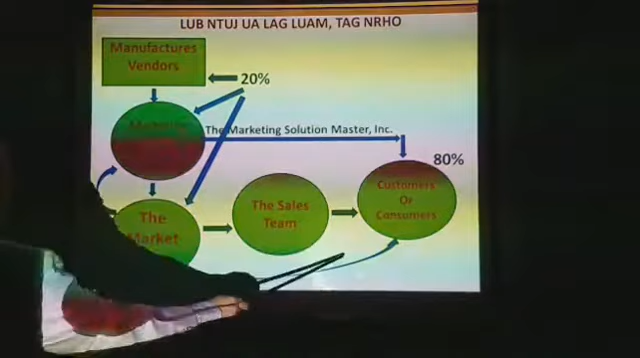 LUB NTUJ UA LAG LUAM, TAG NRHO
Manufactures
Vendors
20%
The Marketing Solution Master, Inc.
80%
Customers
Or
Consumers
The Sales
Team
The
Market